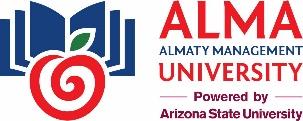 ALMA
ALMATY MANAGEMENT
UNIVERSITY
Powered by
Arizona State University